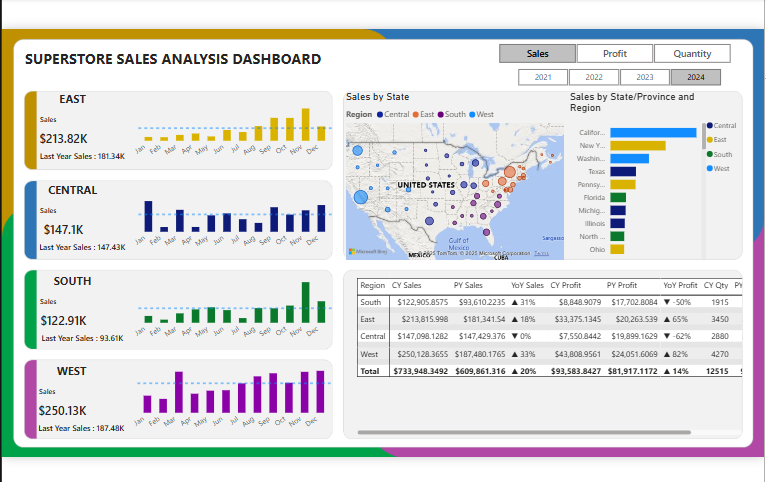 SUPERSTORE SALES ANALYSIS DASHBOARD
Sales Profit Quantity
2021 2022 2023 2024
EAST
Sales
$213.82K
Last Year Sales : 181.34K
Jan Feb Mar Apr May Jun Jul Aug Sep Oct Nov Dec
CENTRAL
Sales
$147.1K
Last Year Sales : 147.43K
Jan Feb Mar Apr May Jun Jul Aug Sep Oct Nov Dec
SOUTH
Sales
$122.91K
Last Year Sales : 93.61K
Jan Feb Mar Apr May Jun Jul Aug Sep Oct Nov Dec
WEST
Sales
$250.13K
Last Year Sales : 187.48K
Jan Feb Mar Apr May Jun Jul Aug Sep Oct Nov Dec
Sales by State
Region Central East South West
UNITED STATES
Gulf of
Mexico
MEXICO
CUBA
Sargasso
Microsoft Bing
© 2025 TomTom, © 2025 Microsoft Corporation Terms
Sales by State/Province and
Region
Califor...
New Y...
Washin...
Texas
Pennsy...
Florida
Michig...
Illinois
North ...
Ohio
Central
East
South
West
Region CY Sales PY Sales YoY Sales CY Profit PY Profit YoY Profit CY Qty PY
South $122,905.8575 $93,610.2235 ▲ 31% $8,848.9079 $17,702.8084 ▼ -50% 1915
East $213,815.998 $181,341.54 ▲ 18% $33,375.1345 $20,263.539 ▲ 65% 3450
Central $147,098.1282 $147,429.376 ▼ 0% $7,550.8442 $19,899.1629 ▼ -62% 2880
West $250,128.3655 $187,480.1765 ▲ 33% $43,808.9561 $24,051.6069 ▲ 82% 4270
Total $733,948.3492 $609,861.316 ▲ 20% $93,583.8427 $81,917.1172 ▲ 14% 12515